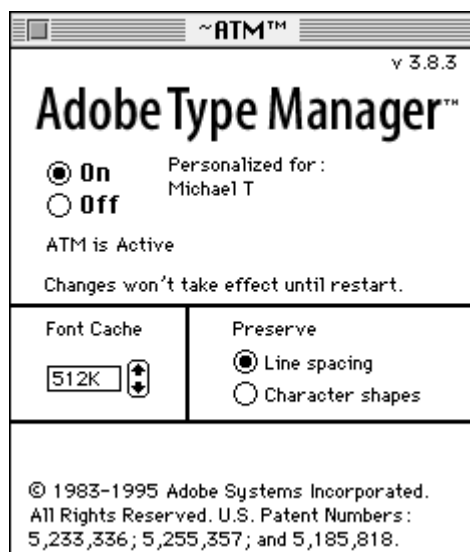 ~ATM™
v 3.8.3
Adobe Type Manager™
On
Off
Personalized for:
Michael T
ATM is Active
Changes won't take effect until restart.
Font Cache
512K
Preserve
Line spacing
Character shapes
© 1983-1995 Adobe Systems Incorporated.
All Rights Reserved. U.S. Patent Numbers:
5,233,336; 5,255,357; and 5,185,818.